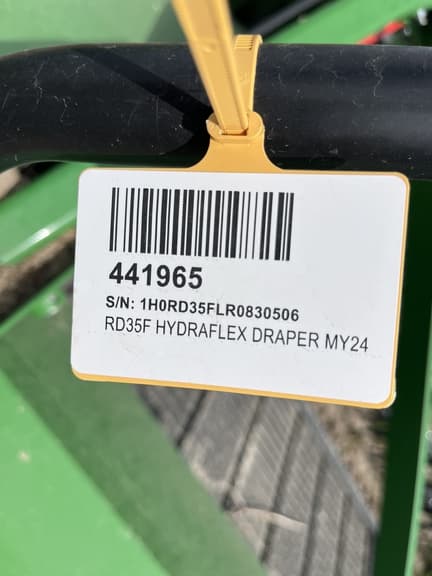 441965
S/N: 1H0RD35FLR0830506
RD35F HYDRAFLEX DRAPER MY24